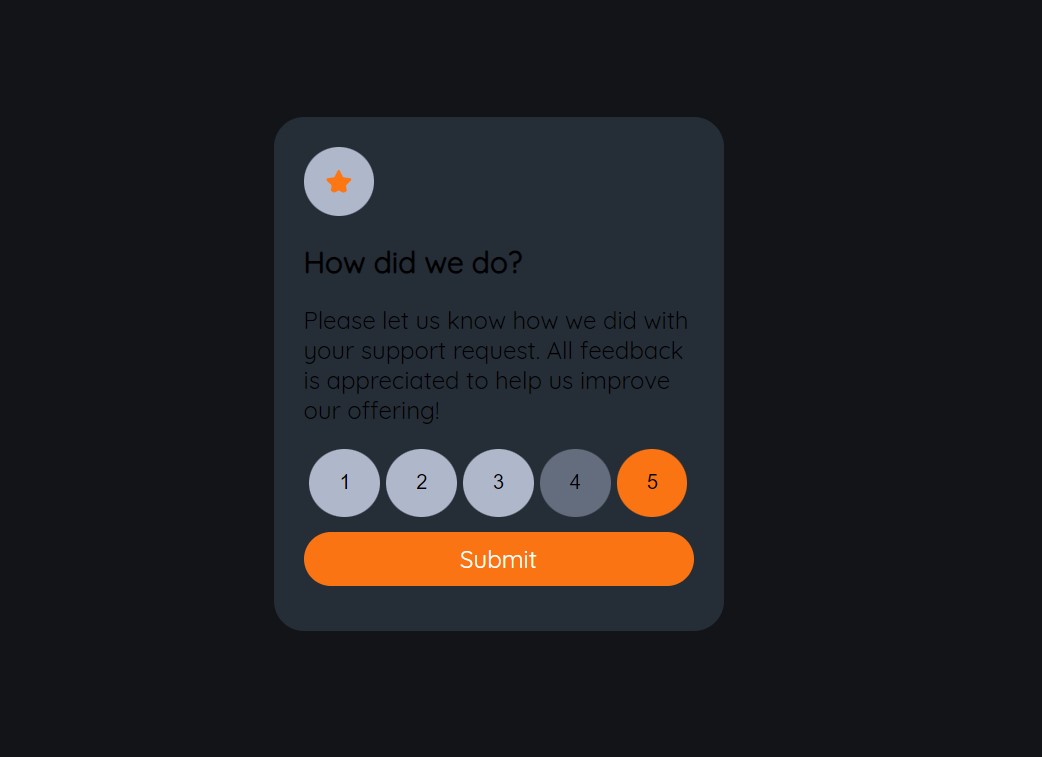 How did we do?
Please let us know how we did with
your support request. All feedback
is appreciated to help us improve
our offering!
1 2 3 4 5
Submit